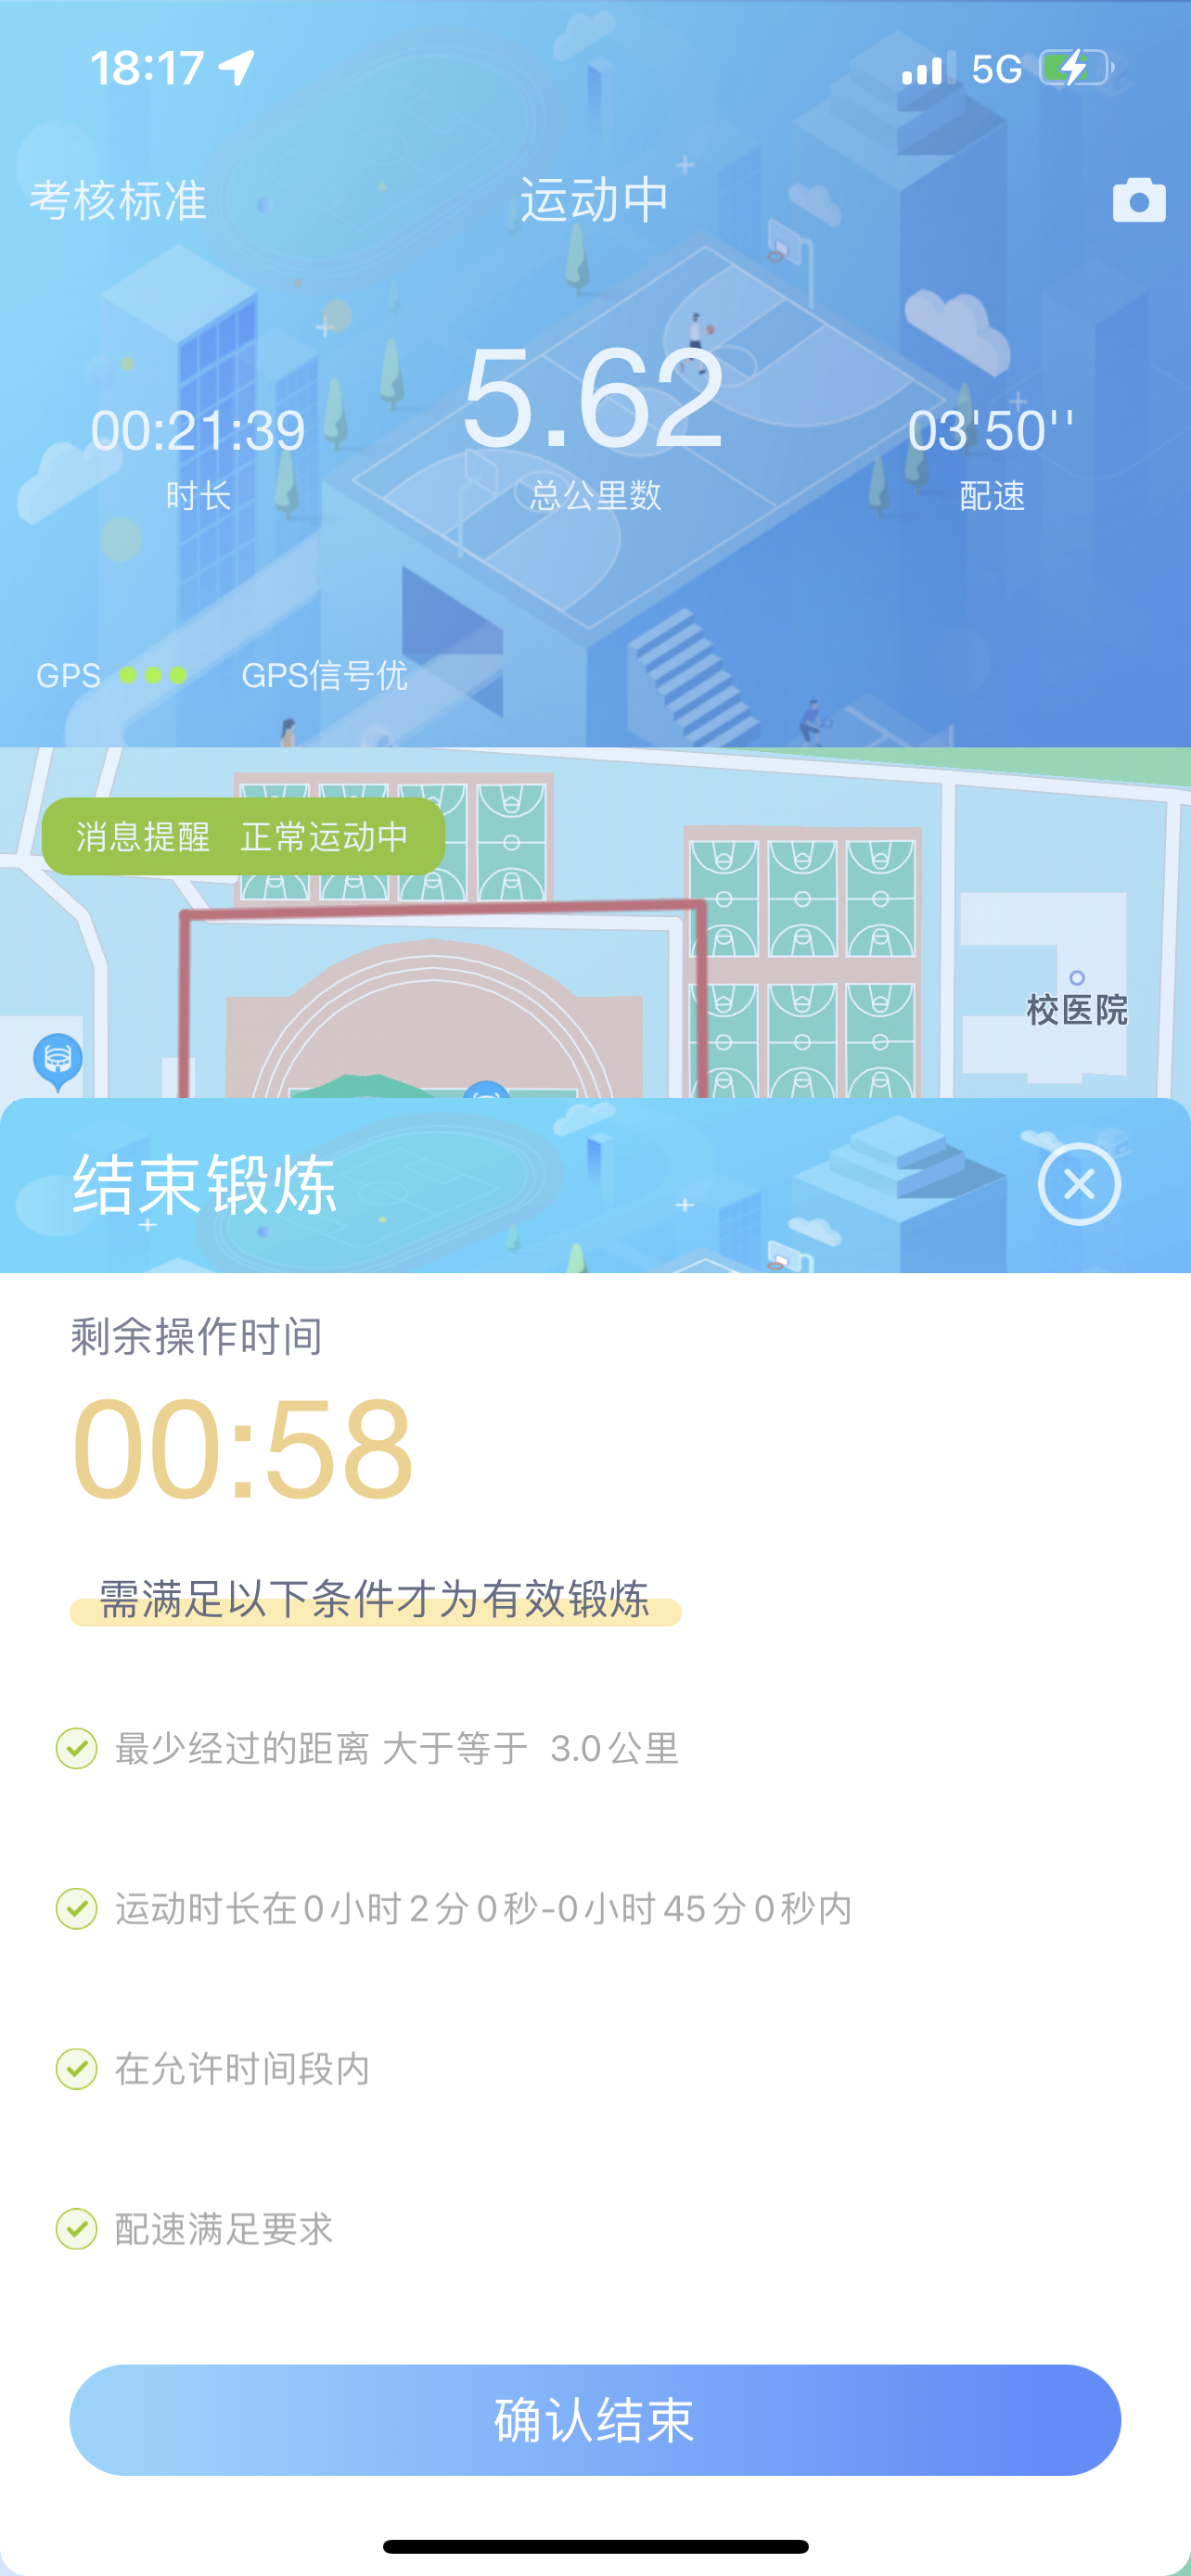 18:17 5G
考核标准 运动中
5.62
00:21:39 03'50''
时长 总公里数 配速
GPS GPS信号优
消息提醒 正常运动中
校医院
结束锻炼
剩余操作时间
00:58
需满足以下条件才为有效锻炼
最少经过的距离 大于等于 3.0公里
运动时长在0小时2分0秒-0小时45分0秒内
在允许时间段内
配速满足要求
确认结束